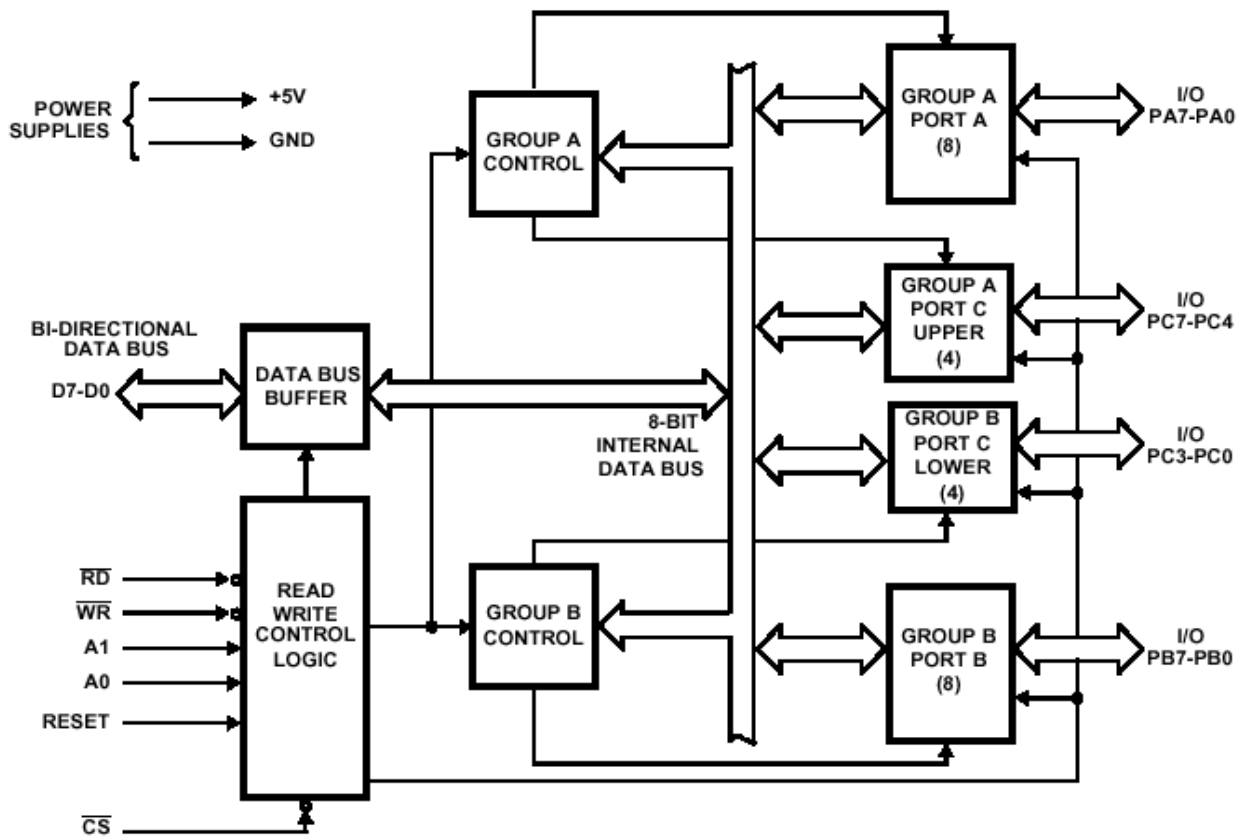 POWER
SUPPLIES
+5V
GND
GROUP A
CONTROL
GROUP A
PORT A
(8)
I/O
PA7-PA0
GROUP A
PORT C
UPPER
(4)
I/O
PC7-PC4
BI-DIRECTIONAL
DATA BUS
D7-D0
DATA BUS
BUFFER
8-BIT
INTERNAL
DATA BUS
GROUP B
PORT C
LOWER
(4)
I/O
PC3-PC0
RD
WR
A1
A0
RESET
CS
READ
WRITE
CONTROL
LOGIC
GROUP B
CONTROL
GROUP B
PORT B
(8)
I/O
PB7-PB0